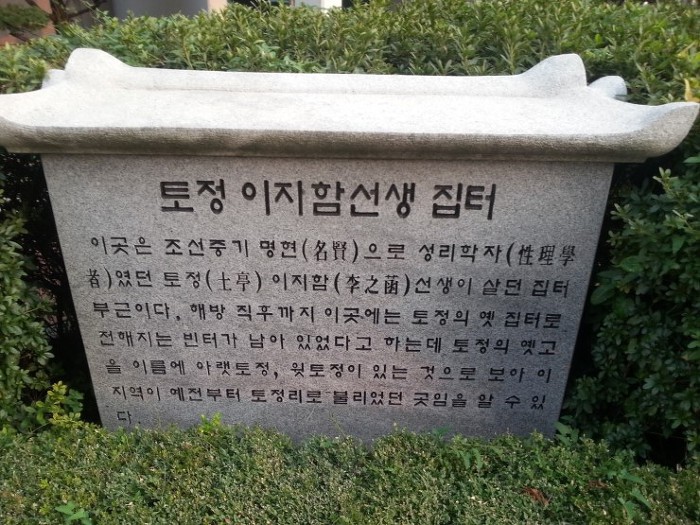 토정 이지함선생 집터
이곳은 조선중기 명현(名賢)으로 성리학자(性理學
者)였던 토정(土亭) 이지함(李之菡)선생이 살던 집터
부근이다. 해방 직후까지 이곳에는 토정의 옛 집터로
전해지는 빈터가 남아 있었다고 하는데 토정의 옛고
을 이름에 아랫토정, 윗토정이 있는 것으로 보아 이
지역이 예전부터 토정리로 불리었던 곳임을 알 수 있
다.